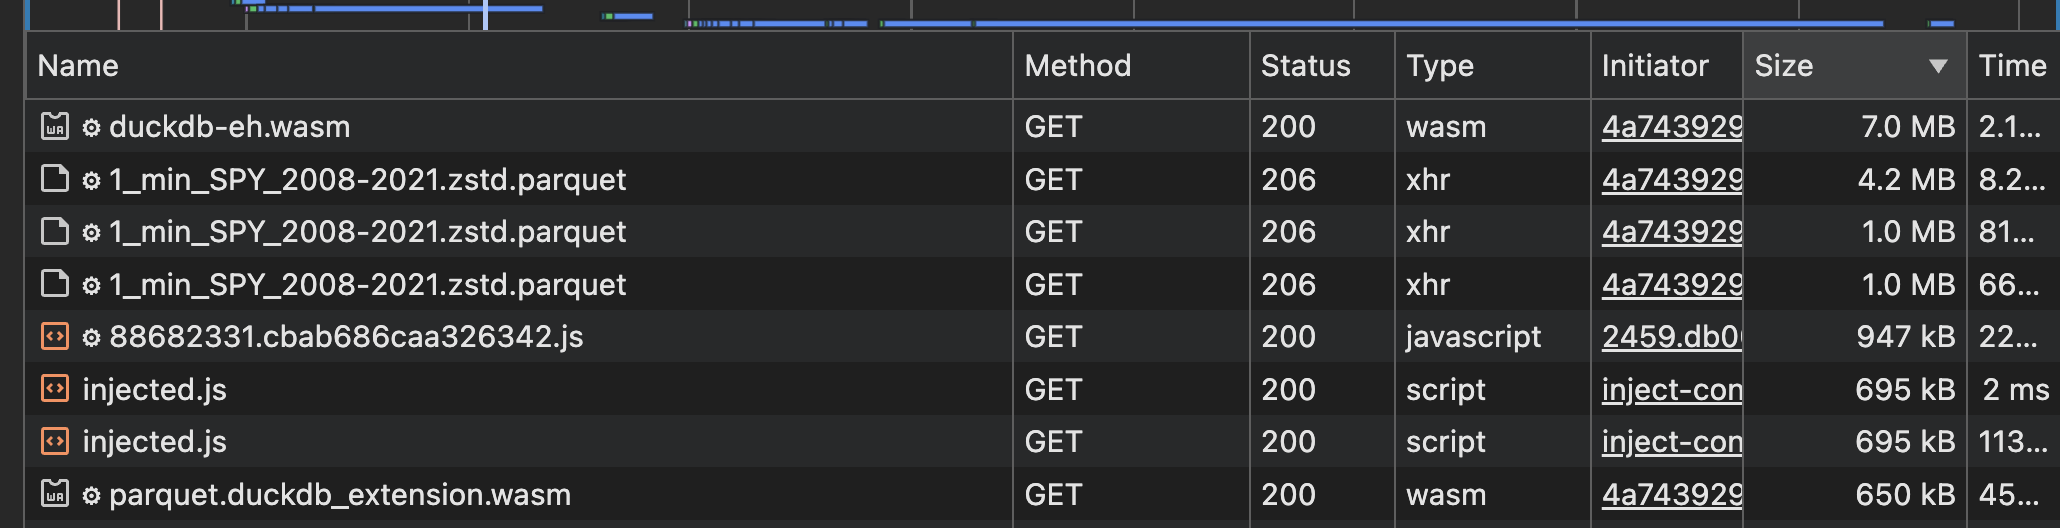 Name Method Status Type Initiator Size Time
duckdb-eh.wasm GET 200 wasm 4a743929 7.0 MB 2.1...
1_min_SPY_2008-2021.zstd.parquet GET 206 xhr 4a743929 4.2 MB 8.2...
1_min_SPY_2008-2021.zstd.parquet GET 206 xhr 4a743929 1.0 MB 81...
1_min_SPY_2008-2021.zstd.parquet GET 206 xhr 4a743929 1.0 MB 66...
88682331.cbab686caa326342.js GET 200 javascript 2459.db0 947 kB 22...
injected.js GET 200 script inject-con 695 kB 2 ms
injected.js GET 200 script inject-con 695 kB 113...
parquet.duckdb_extension.wasm GET 200 wasm 4a743929 650 kB 45...